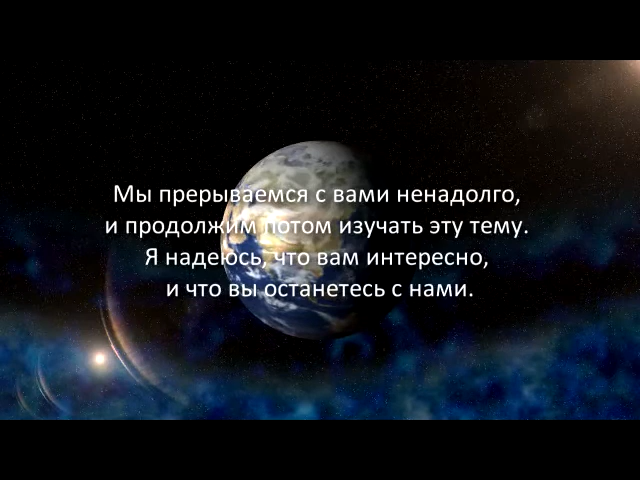 Мы прерываемся с вами ненадолго,
и продолжим потом изучать эту тему.
Я надеюсь, что вам интересно,
и что вы останетесь с нами.